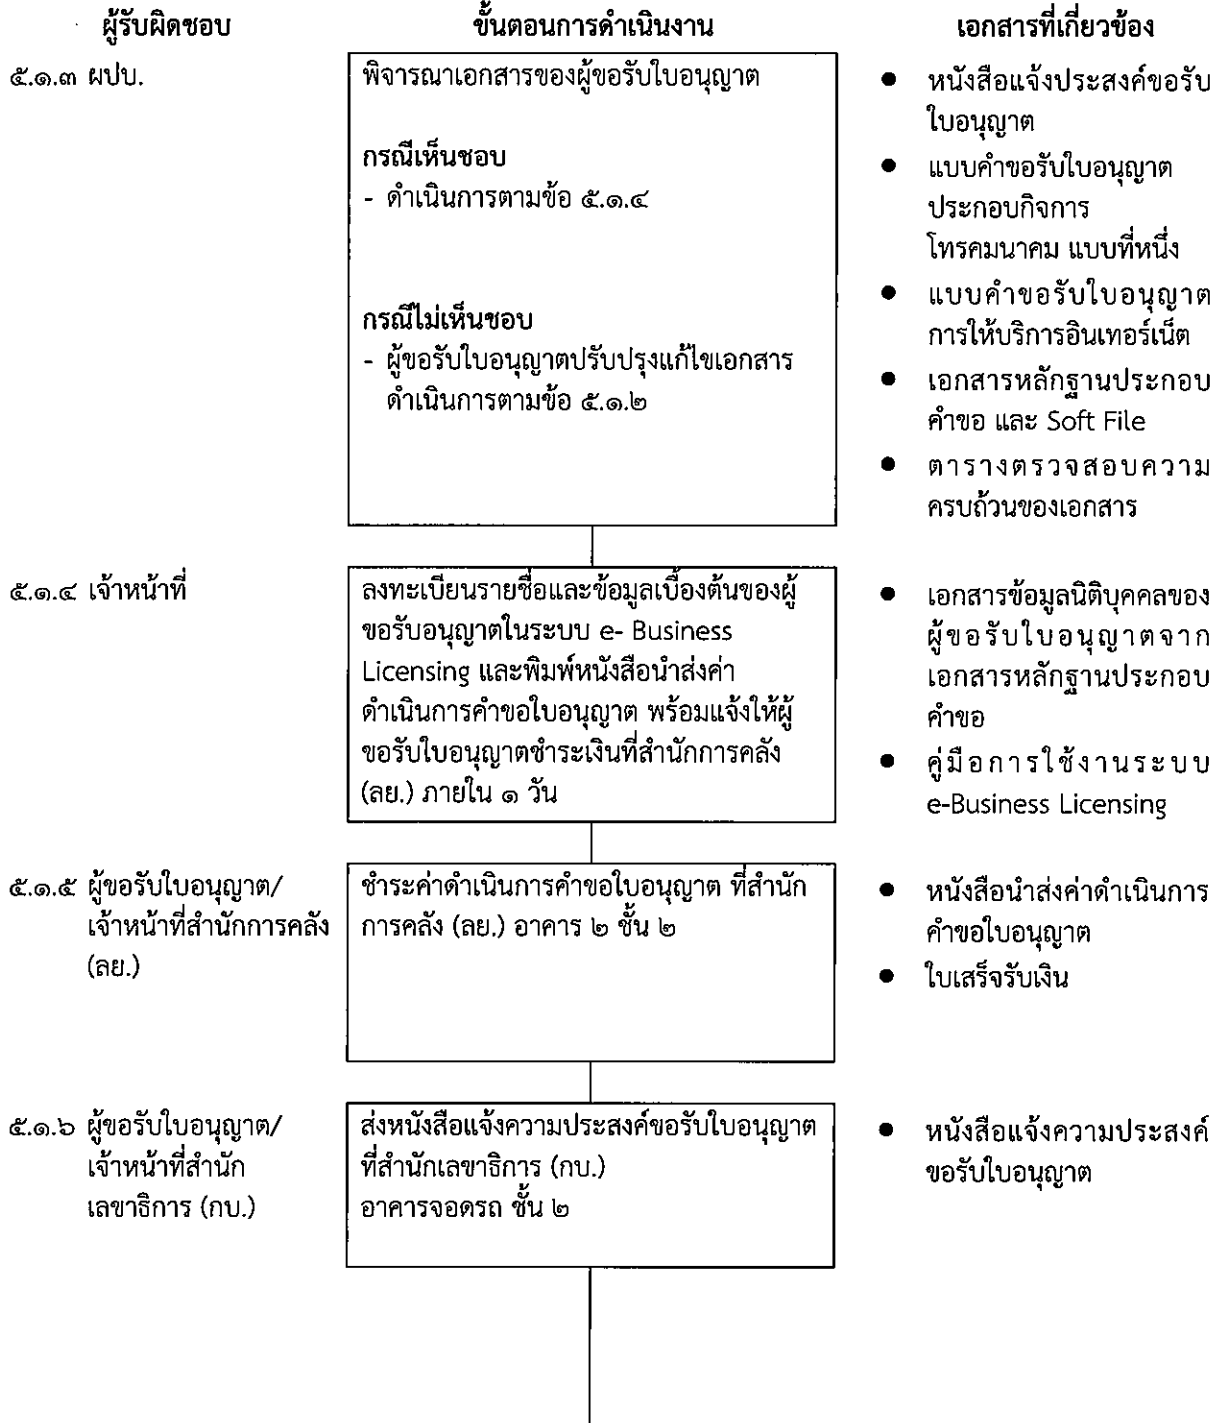 ผู้รับผิดชอบ
ขั้นตอนการดำเนินงาน
เอกสารที่เกี่ยวข้อง
๕.๑.๓ ผปบ.
พิจารณาเอกสารของผู้ขอรับใบอนุญาต
กรณีเห็นชอบ
- ดำเนินการตามข้อ ๕.๑.๔
กรณีไม่เห็นชอบ
- ผู้ขอรับใบอนุญาตปรับปรุงแก้ไขเอกสาร
ดำเนินการตามข้อ ๕.๑.๒
● หนังสือแจ้งประสงค์ขอรับ
ใบอนุญาต
● แบบคำขอรับใบอนุญาต
ประกอบกิจการ
โทรคมนาคม แบบที่หนึ่ง
● แบบคำขอรับใบอนุญาต
การให้บริการอินเทอร์เน็ต
● เอกสารหลักฐานประกอบ
คำขอ และ Soft File
● ตารางตรวจสอบความ
ครบถ้วนของเอกสาร
๕.๑.๔ เจ้าหน้าที่
ลงทะเบียนรายชื่อและข้อมูลเบื้องต้นของผู้
ขอรับอนุญาตในระบบ e- Business
Licensing และพิมพ์หนังสือนำส่งค่า
ดำเนินการคำขอใบอนุญาต พร้อมแจ้งให้ผู้
ขอรับใบอนุญาตชำระเงินที่สำนักการคลัง
(ลย.) ภายใน ๑ วัน
● เอกสารข้อมูลนิติบุคคลของ
ผู้ขอรับใบอนุญาตจาก
เอกสารหลักฐานประกอบ
คำขอ
● คู่มือการใช้งานระบบ
e-Business Licensing
๕.๑.๕ ผู้ขอรับใบอนุญาต/
เจ้าหน้าที่สำนักการคลัง
(ลย.)
ชำระค่าดำเนินการคำขอใบอนุญาต ที่สำนัก
การคลัง (ลย.) อาคาร ๒ ชั้น ๒
● หนังสือนำส่งค่าดำเนินการ
คำขอใบอนุญาต
● ใบเสร็จรับเงิน
๕.๑.๖ ผู้ขอรับใบอนุญาต/
เจ้าหน้าที่สำนัก
เลขาธิการ (กบ.)
ส่งหนังสือแจ้งความประสงค์ขอรับใบอนุญาต
ที่สำนักเลขาธิการ (กบ.)
อาคารจอดรถ ชั้น ๒
● หนังสือแจ้งความประสงค์
ขอรับใบอนุญาต